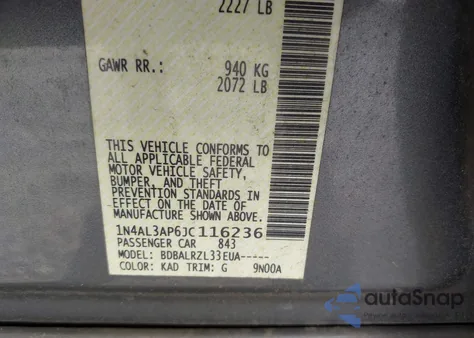 2227 LB
GAWR RR.: 940 KG
2072 LB
THIS VEHICLE CONFORMS TO
ALL APPLICABLE FEDERAL
MOTOR VEHICLE SAFETY,
BUMPER, AND THEFT
PREVENTION STANDARDS IN
EFFECT ON THE DATE OF
MANUFACTURE SHOWN ABOVE.
1N4AL3AP6JC116236
PASSENGER CAR 843
MODEL: BDBALRZL33EUA-----
COLOR: KAD TRIM: G 9N00A
autoSnap